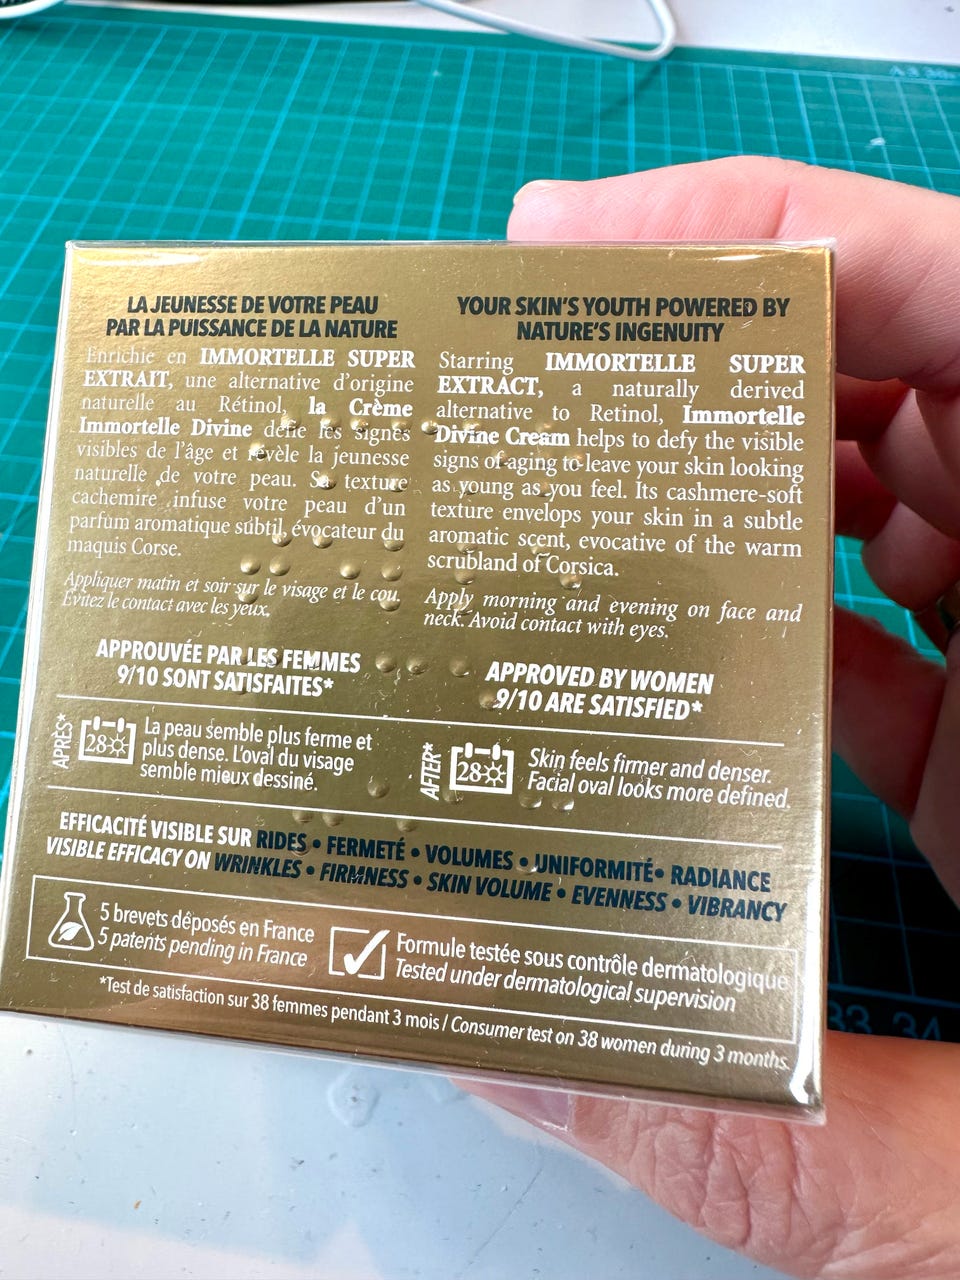 LA JEUNESSE DE VOTRE PEAU
PAR LA PUISSANCE DE LA NATURE
Enrichie en IMMORTELLE SUPER
EXTRAIT, une alternative d'origine
naturelle au Rétinol, la Crème
Immortelle Divine défie les signes
visibles de l'âge et révèle la jeunesse
naturelle de votre peau. Sa texture
cachemire infuse votre peau d'un
parfum aromatique subtil, évocateur du
maquis Corse.
Appliquer matin et soir sur le visage et le cou.
Évitez le contact avec les yeux.
APPROUVÉE PAR LES FEMMES
9/10 SONT SATISFAITES*
APRÈS*
28
La peau semble plus ferme et
plus dense. L'oval du visage
semble mieux dessiné.
YOUR SKIN'S YOUTH POWERED BY
NATURE'S INGENUITY
Starring IMMORTELLE SUPER
EXTRACT, a naturally derived
alternative to Retinol, Immortelle
Divine Cream helps to defy the visible
signs of aging to leave your skin looking
as young as you feel. Its cashmere-soft
texture envelops your skin in a subtle
aromatic scent, evocative of the warm
scrubland of Corsica.
Apply morning and evening on face and
neck. Avoid contact with eyes.
APPROVED BY WOMEN
9/10 ARE SATISFIED*
AFTER*
28
Skin feels firmer and denser.
Facial oval looks more defined.
EFFICACITÉ VISIBLE SUR RIDES • FERMETÉ • VOLUMES • UNIFORMITÉ • RADIANCE
VISIBLE EFFICACY ON WRINKLES • FIRMNESS • SKIN VOLUME • EVENNESS • VIBRANCY
5 brevets déposés en France
5 patents pending in France
Formule testée sous contrôle dermatologique
Tested under dermatological supervision
*Test de satisfaction sur 38 femmes pendant 3 mois / Consumer test on 38 women during 3 months.
33 34